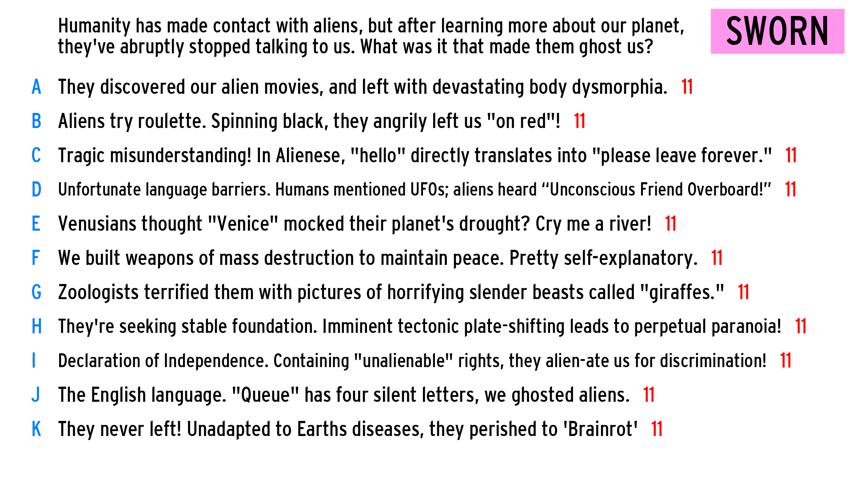 Humanity has made contact with aliens, but after learning more about our planet,
they've abruptly stopped talking to us. What was it that made them ghost us?
SWORN
A They discovered our alien movies, and left with devastating body dysmorphia. 11
B Aliens try roulette. Spinning black, they angrily left us "on red"! 11
C Tragic misunderstanding! In Alienese, "hello" directly translates into "please leave forever." 11
D Unfortunate language barriers. Humans mentioned UFOs; aliens heard “Unconscious Friend Overboard!” 11
E Venusians thought "Venice" mocked their planet's drought? Cry me a river! 11
F We built weapons of mass destruction to maintain peace. Pretty self-explanatory. 11
G Zoologists terrified them with pictures of horrifying slender beasts called "giraffes." 11
H They're seeking stable foundation. Imminent tectonic plate-shifting leads to perpetual paranoia! 11
I Declaration of Independence. Containing "unalienable" rights, they alien-ate us for discrimination! 11
J The English language. "Queue" has four silent letters, we ghosted aliens. 11
K They never left! Unadapted to Earths diseases, they perished to 'Brainrot' 11